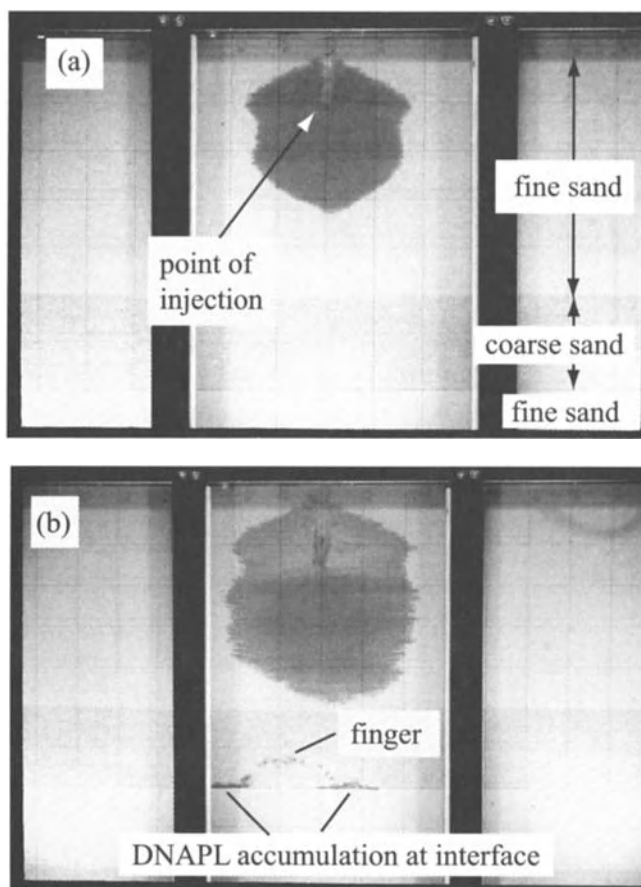 (a)
point of
injection
fine sand
coarse sand
fine sand
(b)
finger
DNAPL accumulation at interface